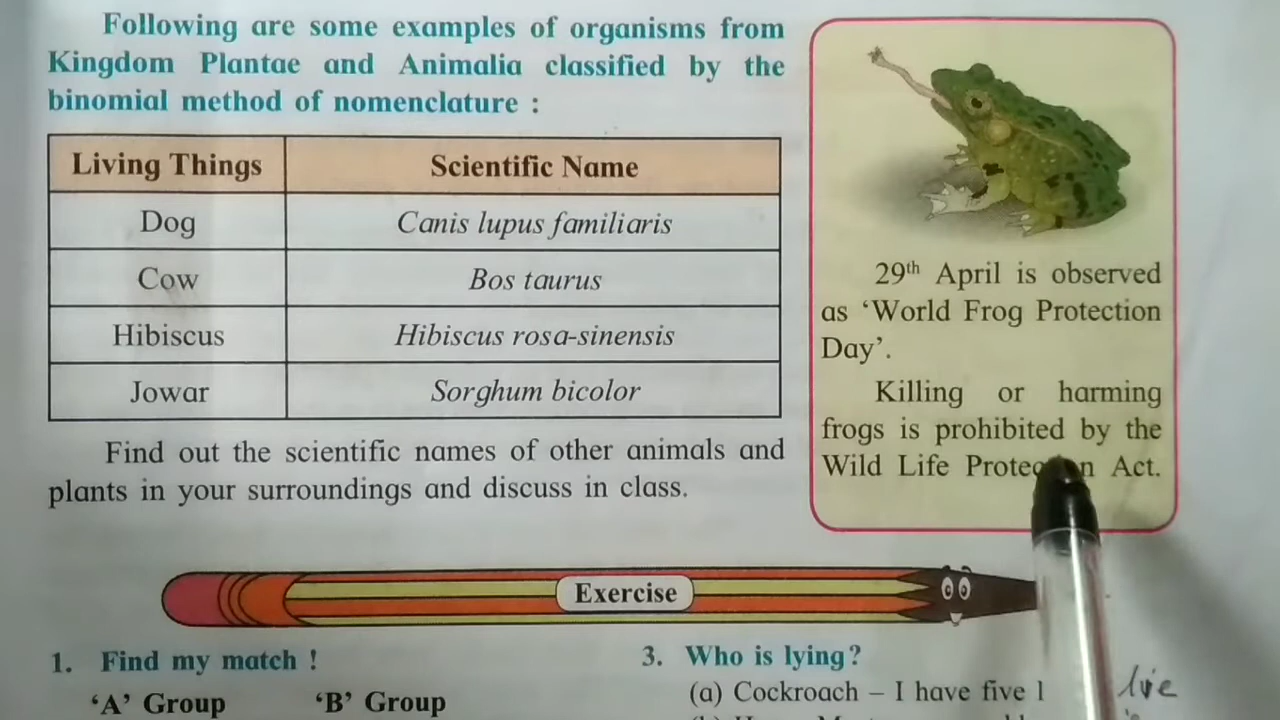 Following are some examples of organisms from
Kingdom Plantae and Animalia classified by the
binomial method of nomenclature :
Living Things Scientific Name
Dog Canis lupus familiaris
Cow Bos taurus
Hibiscus Hibiscus rosa-sinensis
Jowar Sorghum bicolor
Find out the scientific names of other animals and
plants in your surroundings and discuss in class.
29th April is observed
as ‘World Frog Protection
Day’.
Killing or harming
frogs is prohibited by the
Wild Life Protection Act.
Exercise
1. Find my match !
‘A’ Group ‘B’ Group
3. Who is lying?
(a) Cockroach – I have five l
live